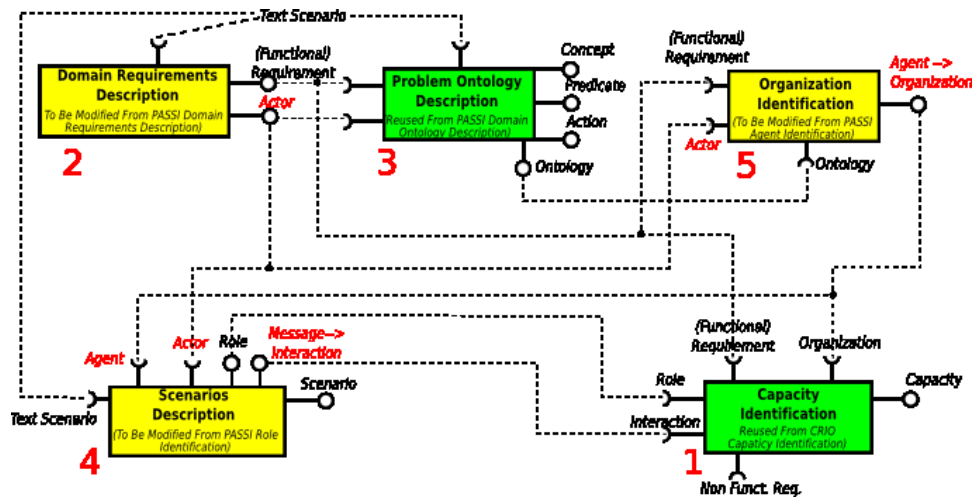 Text Scenario
(Functional)
Requirement
Actor
Domain Requirements
Description
To Be Modified From PASSI Domain
Requirements Description)
2
Problem Ontology
Description
Reused From PASSI Domain
Ontology Description)
3
Concept
Predicate
Action
Ontology
(Functional)
Requirement
Actor
Organization
Identification
(To Be Modified From PASSI
Agent Identification)
5
Agent -->
Organization
Ontology
Agent
Actor
Role
Message-->
Interaction
Text Scenario
Scenarios
Description
(To Be Modified From PASSI Role
Identification)
4
Scenario
(Functional)
Requirement
Organization
Role
Interaction
Capacity
Identification
Reused From CRIO
Capaticy Identification)
1
Capacity
Non Funct. Req.